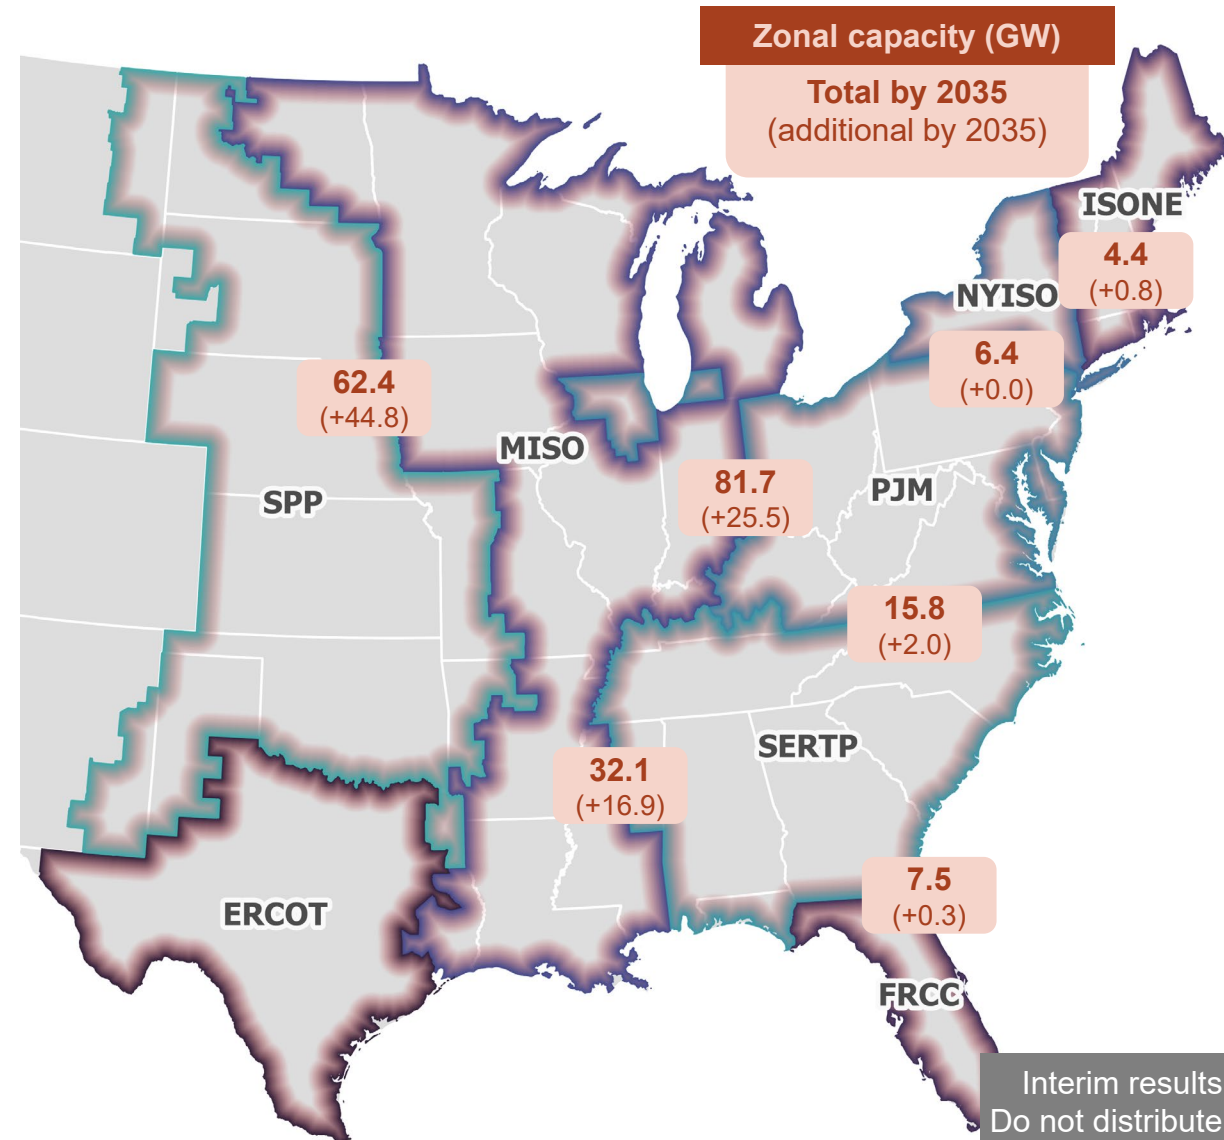 Zonal capacity (GW)
Total by 2035
(additional by 2035)
ISONE
4.4
(+0.8)
NYISO
6.4
(+0.0)
62.4
(+44.8)
MISO
81.7
(+25.5)
PJM
SPP
15.8
(+2.0)
SERTP
32.1
(+16.9)
7.5
(+0.3)
ERCOT
FRCC
Interim results
Do not distribute